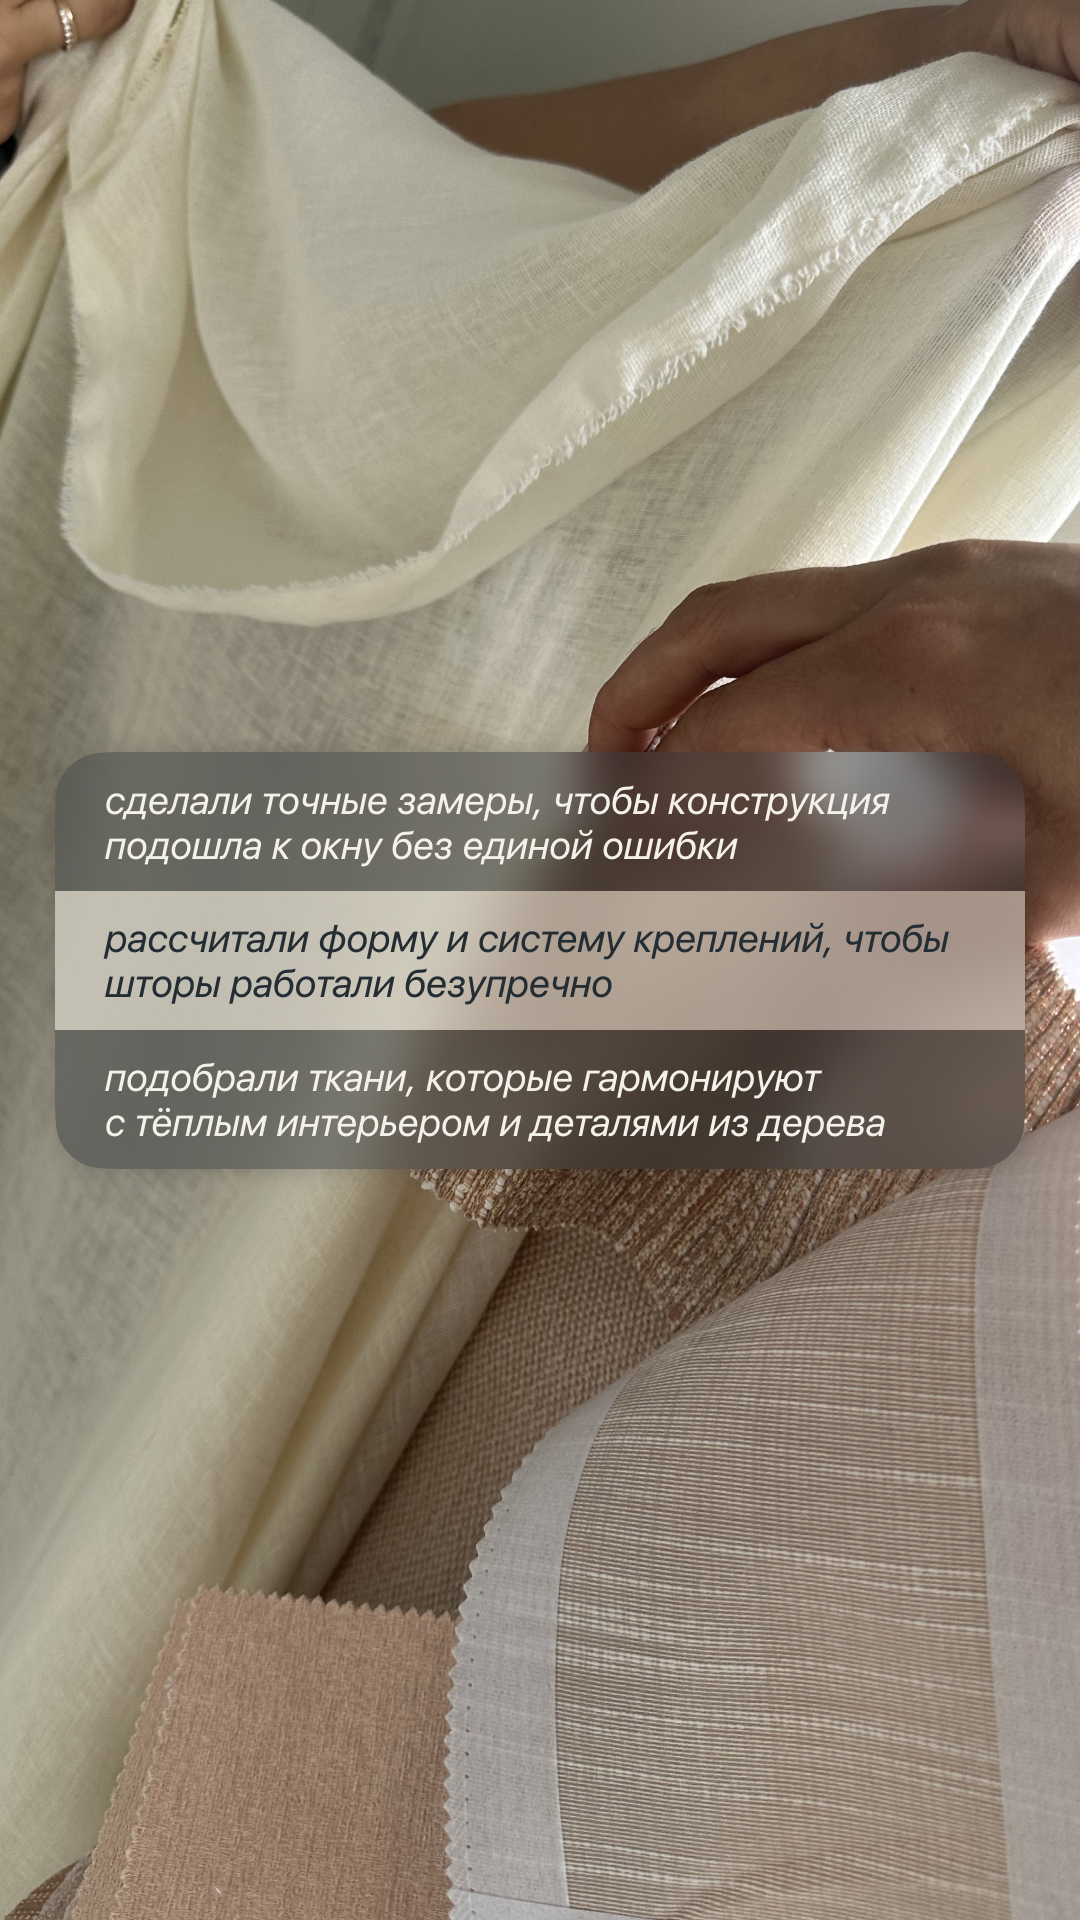 сделали точные замеры, чтобы конструкция
подошла к окну без единой ошибки
рассчитали форму и систему креплений, чтобы
шторы работали безупречно
подобрали ткани, которые гармонируют
с тёплым интерьером и деталями из дерева